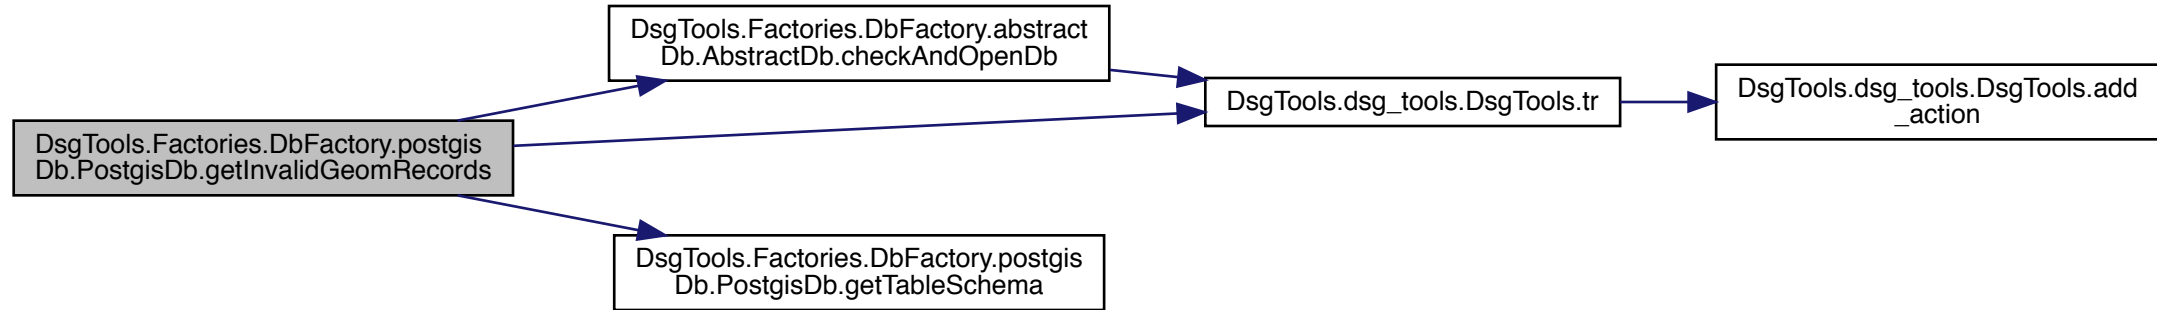 DsgTools.Factories.DbFactory.abstract
Db.AbstractDb.checkAndOpenDb
DsgTools.dsg_tools.DsgTools.tr
DsgTools.dsg_tools.DsgTools.add
_action
DsgTools.Factories.DbFactory.postgis
Db.PostgisDb.getInvalidGeomRecords
DsgTools.Factories.DbFactory.postgis
Db.PostgisDb.getTableSchema